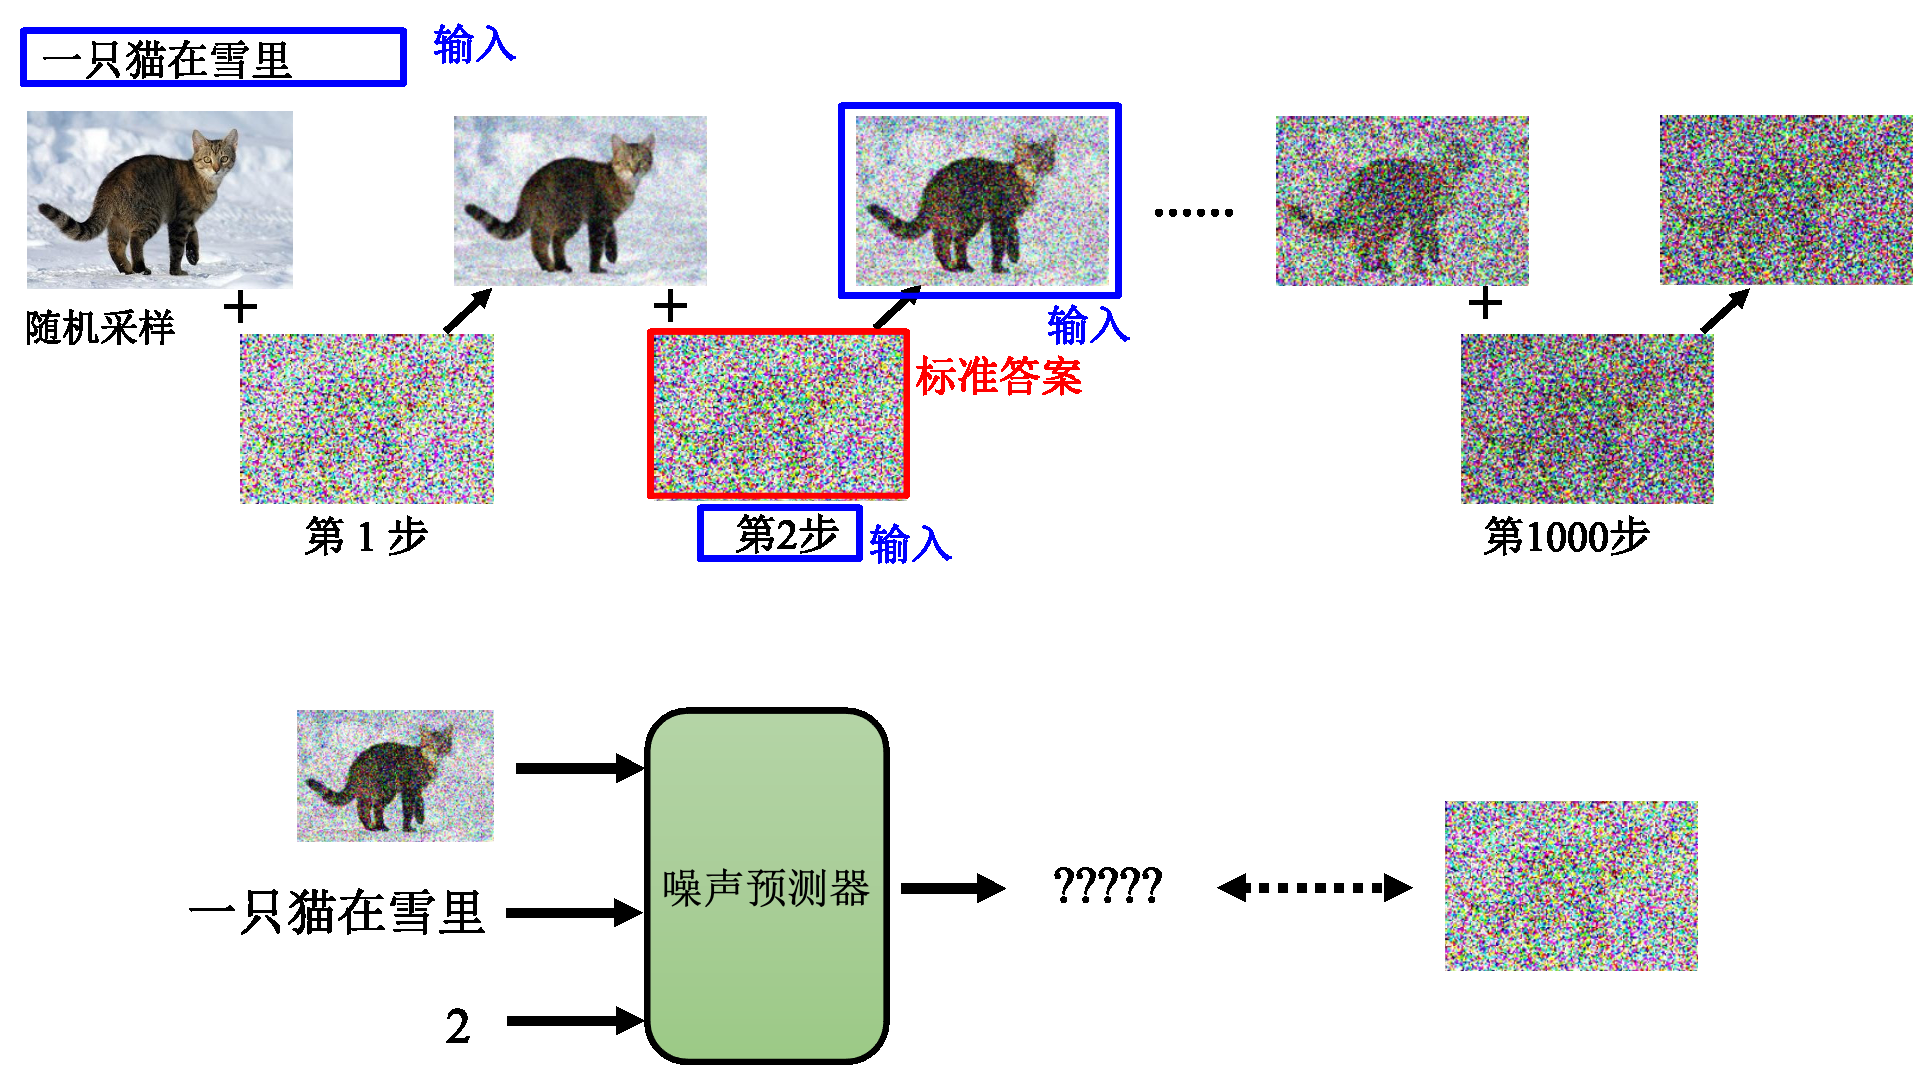 一只猫在雪里
输入
随机采样
+
+
+
......
输入
标准答案
第 1 步
第2步
输入
第1000步
一只猫在雪里
2
噪声预测器
?????